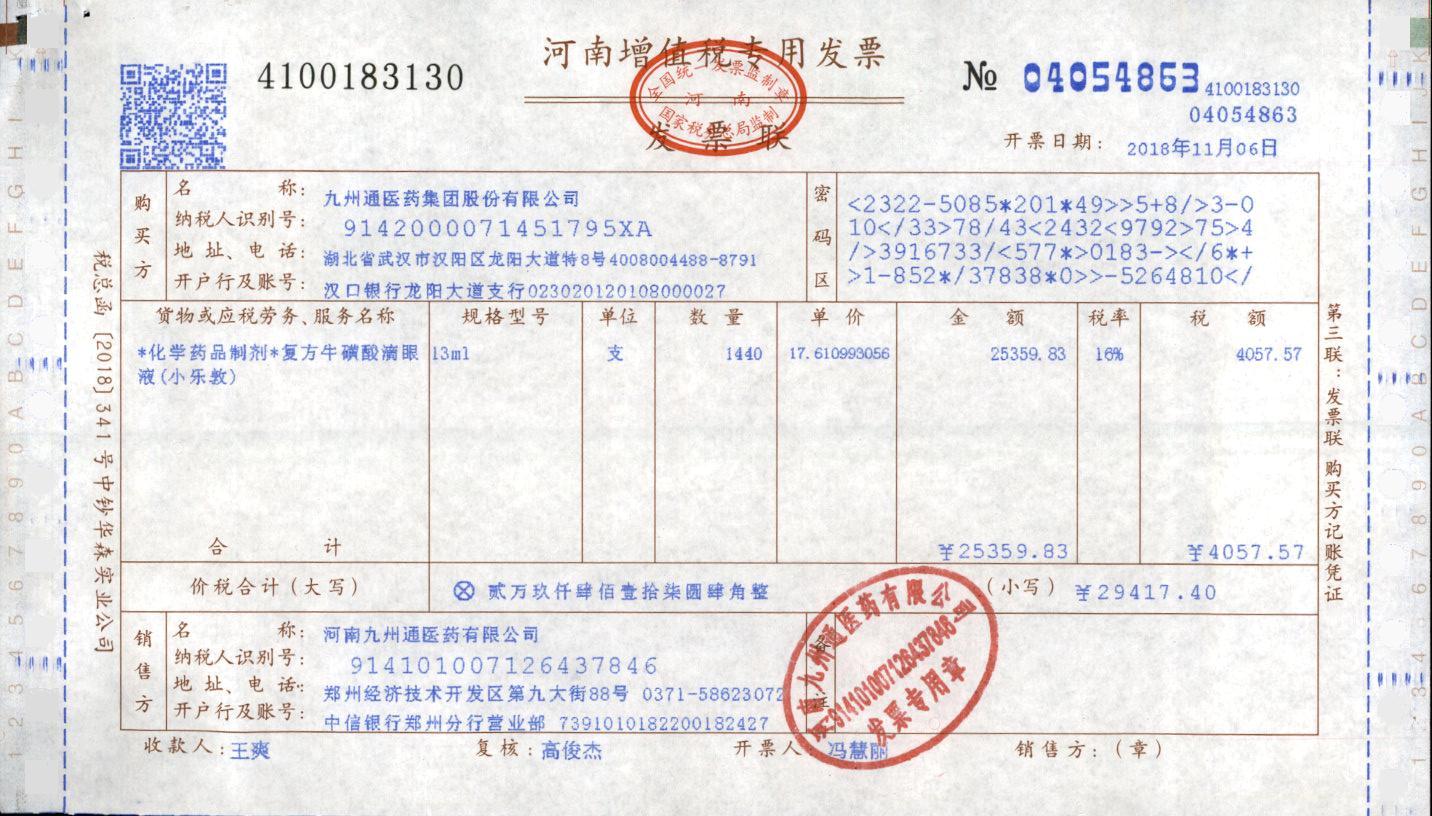 河南增值税专用发票
4100183130
№ 04054863
4100183130
04054863
全国统一发票监制章
河南
国家税务总局监制
发票联
开票日期: 2018年11月06日
购买方
名称: 九州通医药集团股份有限公司
纳税人识别号: 91420000714517 95XA
地址、电话: 湖北省武汉市汉阳区龙阳大道特8号4008004488-8791
开户行及账号: 汉口银行龙阳大道支行023020120108000027
密码区
<2322-5085*201*49>>5+8/>3-0
10</33>78/43<2432<9792>75>4
/>3916733/<577*>0183-></6*+
>1-852*/37838*0>>-5264810</
货物或应税劳务、服务名称 规格型号 单位 数量 单价 金额 税率 税额
*化学药品制剂*复方牛磺酸滴眼 13ml 支 1440 17.610993056 25359.83 16% 4057.57
液(小乐敦)
合计 ¥25359.83 ¥4057.57
价税合计(大写) ⊗ 贰万玖仟肆佰壹拾柒圆肆角整 (小写) ¥29417.40
销售方
名称: 河南九州通医药有限公司
纳税人识别号: 914101007126437846
地址、电话: 郑州经济技术开发区第九大街88号 0371-58623072
开户行及账号: 中信银行郑州分行营业部 7391010182200182427
备注
河南九州通医药有限公司
914101007126437846
发票专用章
收款人: 王爽 复核: 高俊杰 开票人: 冯慧丽 销售方:(章)
税总函〔2018〕341号中钞华森实业公司
第三联:发票联 购买方记账凭证